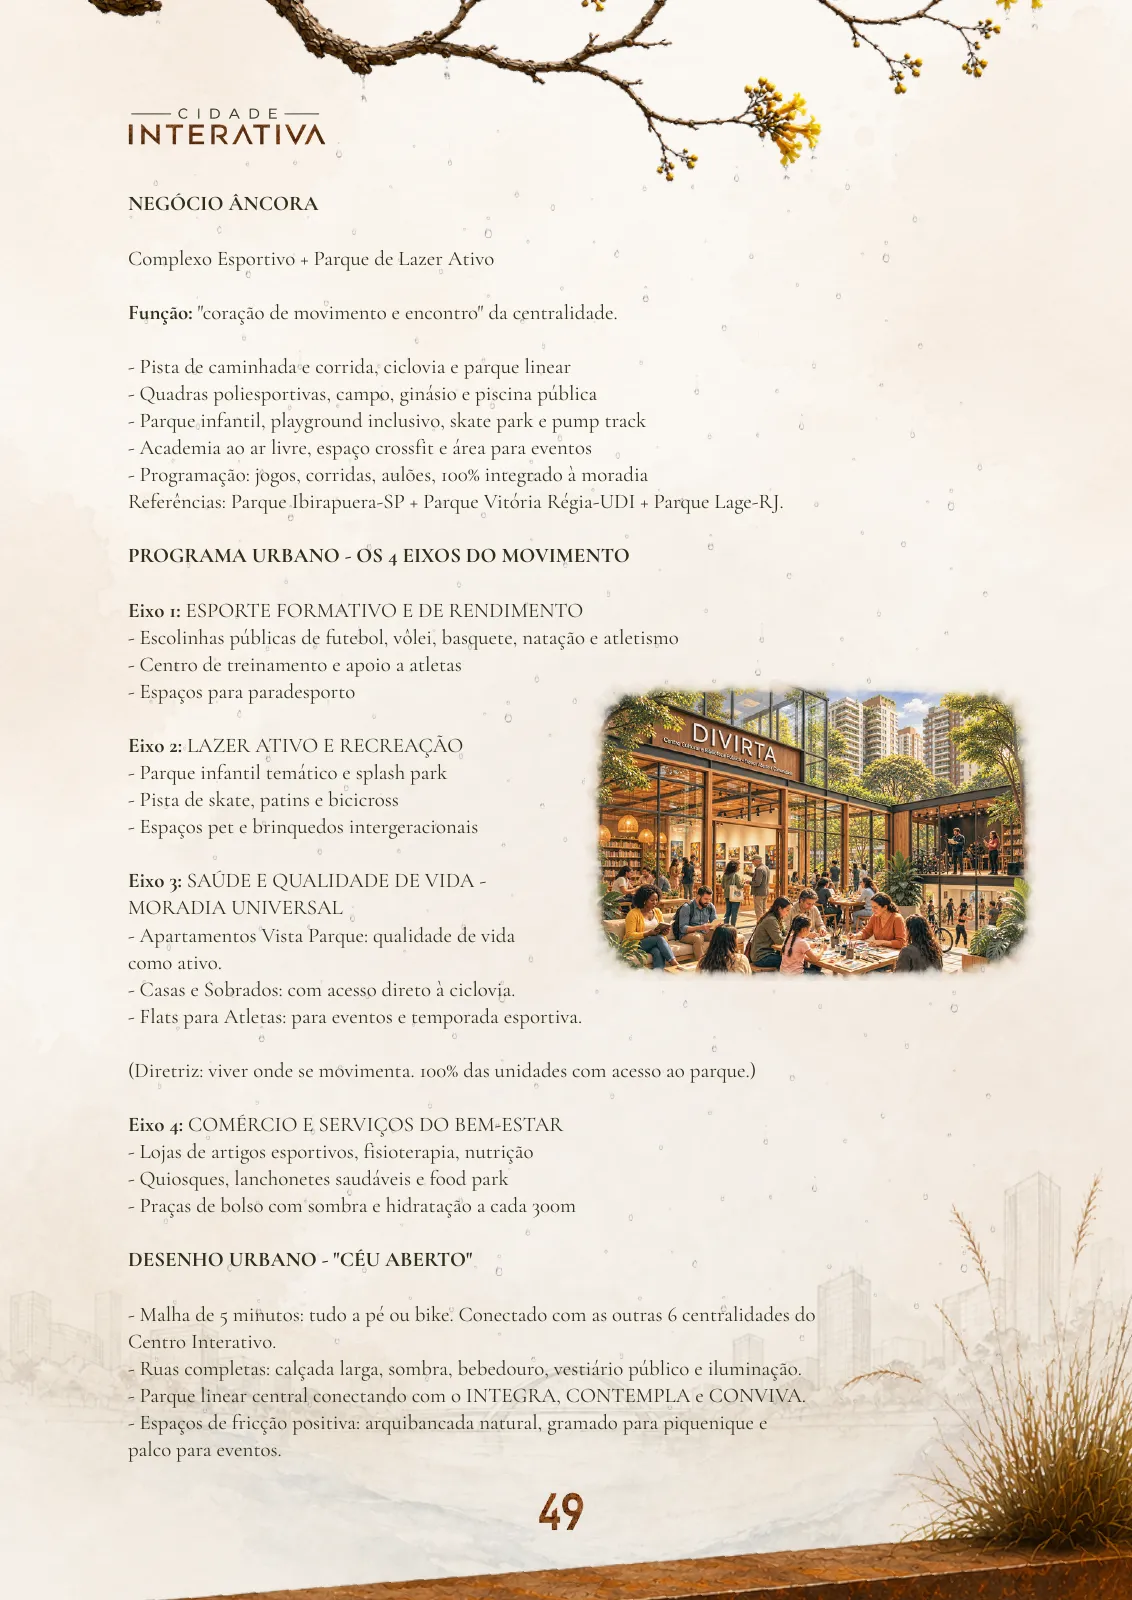 CIDADE
INTERATIVA
NEGÓCIO ÂNCORA
Complexo Esportivo + Parque de Lazer Ativo
Função: "coração de movimento e encontro" da centralidade.
- Pista de caminhada e corrida, ciclovia e parque linear
- Quadras poliesportivas, campo, ginásio e piscina pública
- Parque infantil, playground inclusivo, skate park e pump track
- Academia ao ar livre, espaço crossfit e área para eventos
- Programação: jogos, corridas, aulões, 100% integrado à moradia
Referências: Parque Ibirapuera-SP + Parque Vitória Régia-UDI + Parque Lage-RJ.
PROGRAMA URBANO - OS 4 EIXOS DO MOVIMENTO
Eixo 1: ESPORTE FORMATIVO E DE RENDIMENTO
- Escolinhas públicas de futebol, vôlei, basquete, natação e atletismo
- Centro de treinamento e apoio a atletas
- Espaços para paradesporto
Eixo 2: LAZER ATIVO E RECREAÇÃO
- Parque infantil temático e splash park
- Pista de skate, patins e bicicross
- Espaços pet e brinquedos intergeracionais
DIVIRTA
Eixo 3: SAÚDE E QUALIDADE DE VIDA -
MORADIA UNIVERSAL
- Apartamentos Vista Parque: qualidade de vida
como ativo.
- Casas e Sobrados: com acesso direto à ciclovia.
- Flats para Atletas: para eventos e temporada esportiva.
(Diretriz: viver onde se movimenta. 100% das unidades com acesso ao parque.)
Eixo 4: COMÉRCIO E SERVIÇOS DO BEM-ESTAR
- Lojas de artigos esportivos, fisioterapia, nutrição
- Quiosques, lanchonetes saudáveis e food park
- Praças de bolso com sombra e hidratação a cada 300m
DESENHO URBANO - "CÉU ABERTO"
- Malha de 5 minutos: tudo a pé ou bike. Conectado com as outras 6 centralidades do
Centro Interativo.
- Ruas completas: calçada larga, sombra, bebedouro, vestiário público e iluminação.
- Parque linear central conectando com o INTEGRA, CONTEMPLA e CONVIVA.
- Espaços de fricção positiva: arquibancada natural, gramado para piquenique e
palco para eventos.
49